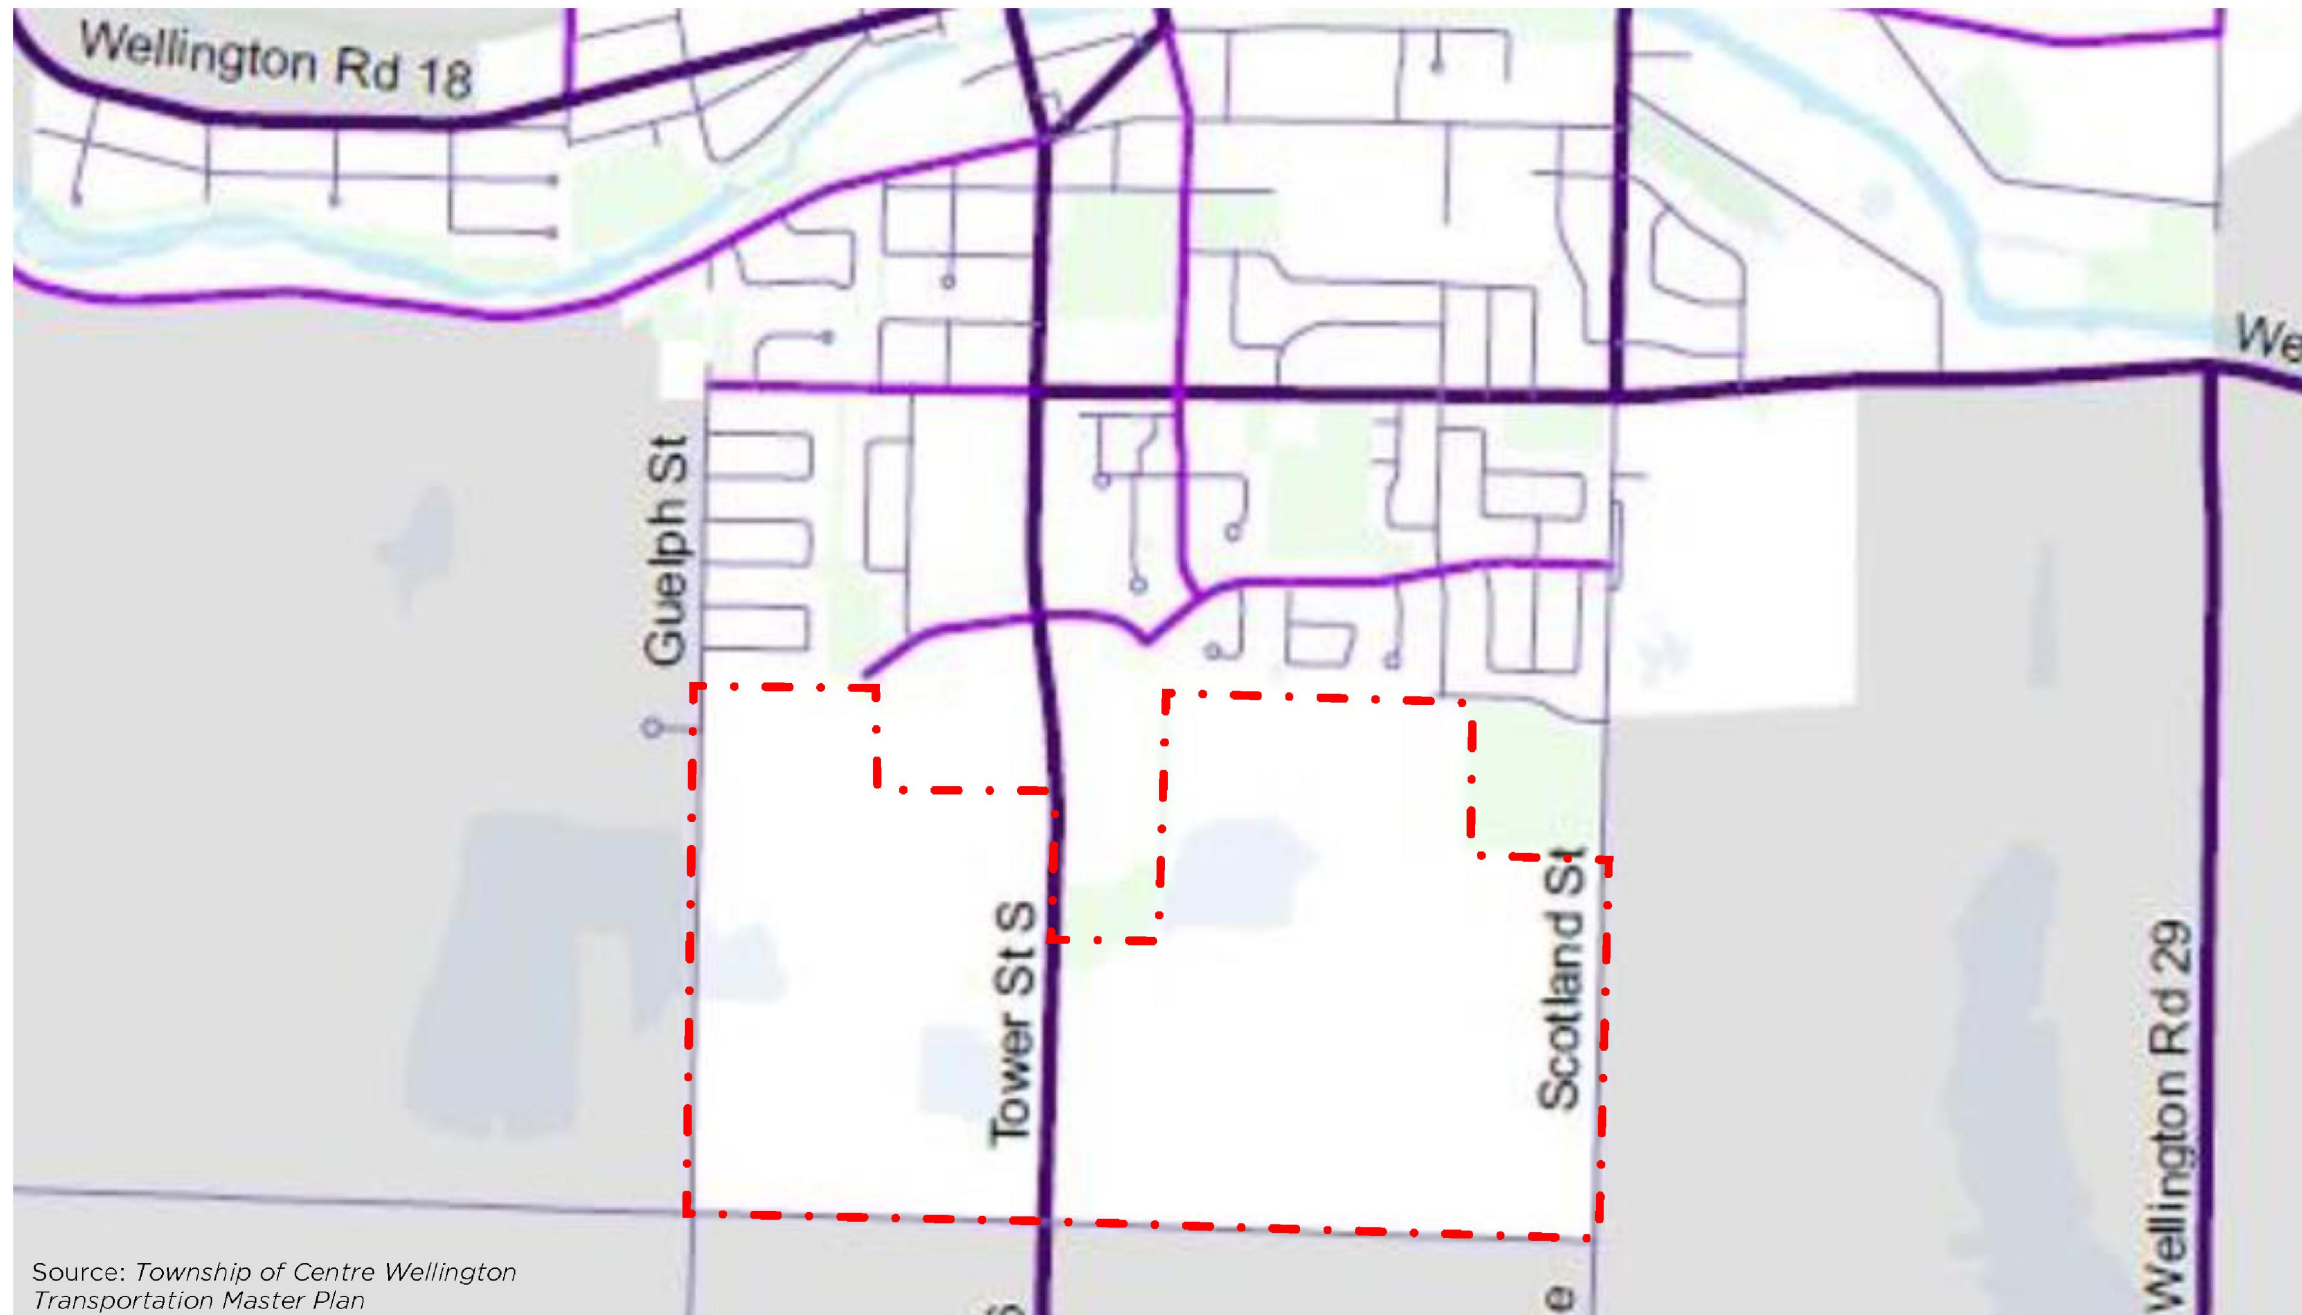 Wellington Rd 18
We
Guelph St
Tower St S
Scotland St
Wellington Rd 29
Source: Township of Centre Wellington
Transportation Master Plan